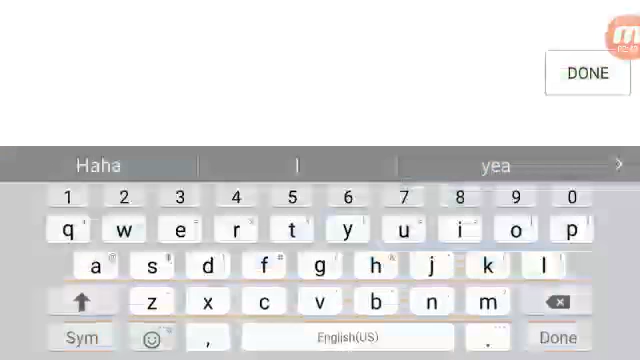 DONE
Haha I yea >
1 2 3 4 5 6 7 8 9 0
q w e r t y u i o p
a s d f g h j k l
z x c v b n m
Sym , English(US) . Done